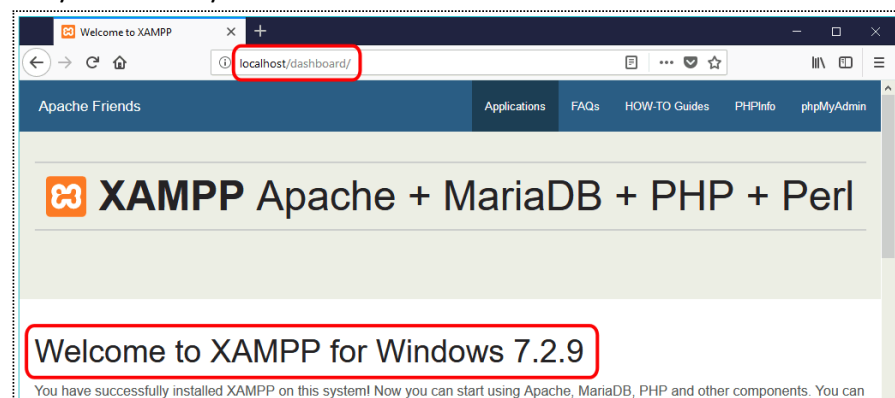 Welcome to XAMPP
localhost/dashboard/
Apache Friends Applications FAQs HOW-TO Guides PHPInfo phpMyAdmin
XAMPP Apache + MariaDB + PHP + Perl
Welcome to XAMPP for Windows 7.2.9
You have successfully installed XAMPP on this system! Now you can start using Apache, MariaDB, PHP and other components. You can